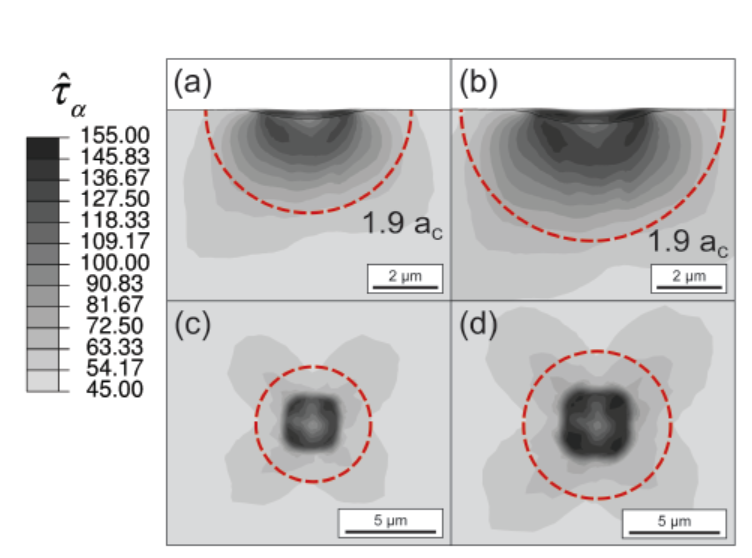 τ̂α
155.00
145.83
136.67
127.50
118.33
109.17
100.00
90.83
81.67
72.50
63.33
54.17
45.00
(a)
1.9 ac
2 μm
(b)
1.9 ac
2 μm
(c)
5 μm
(d)
5 μm